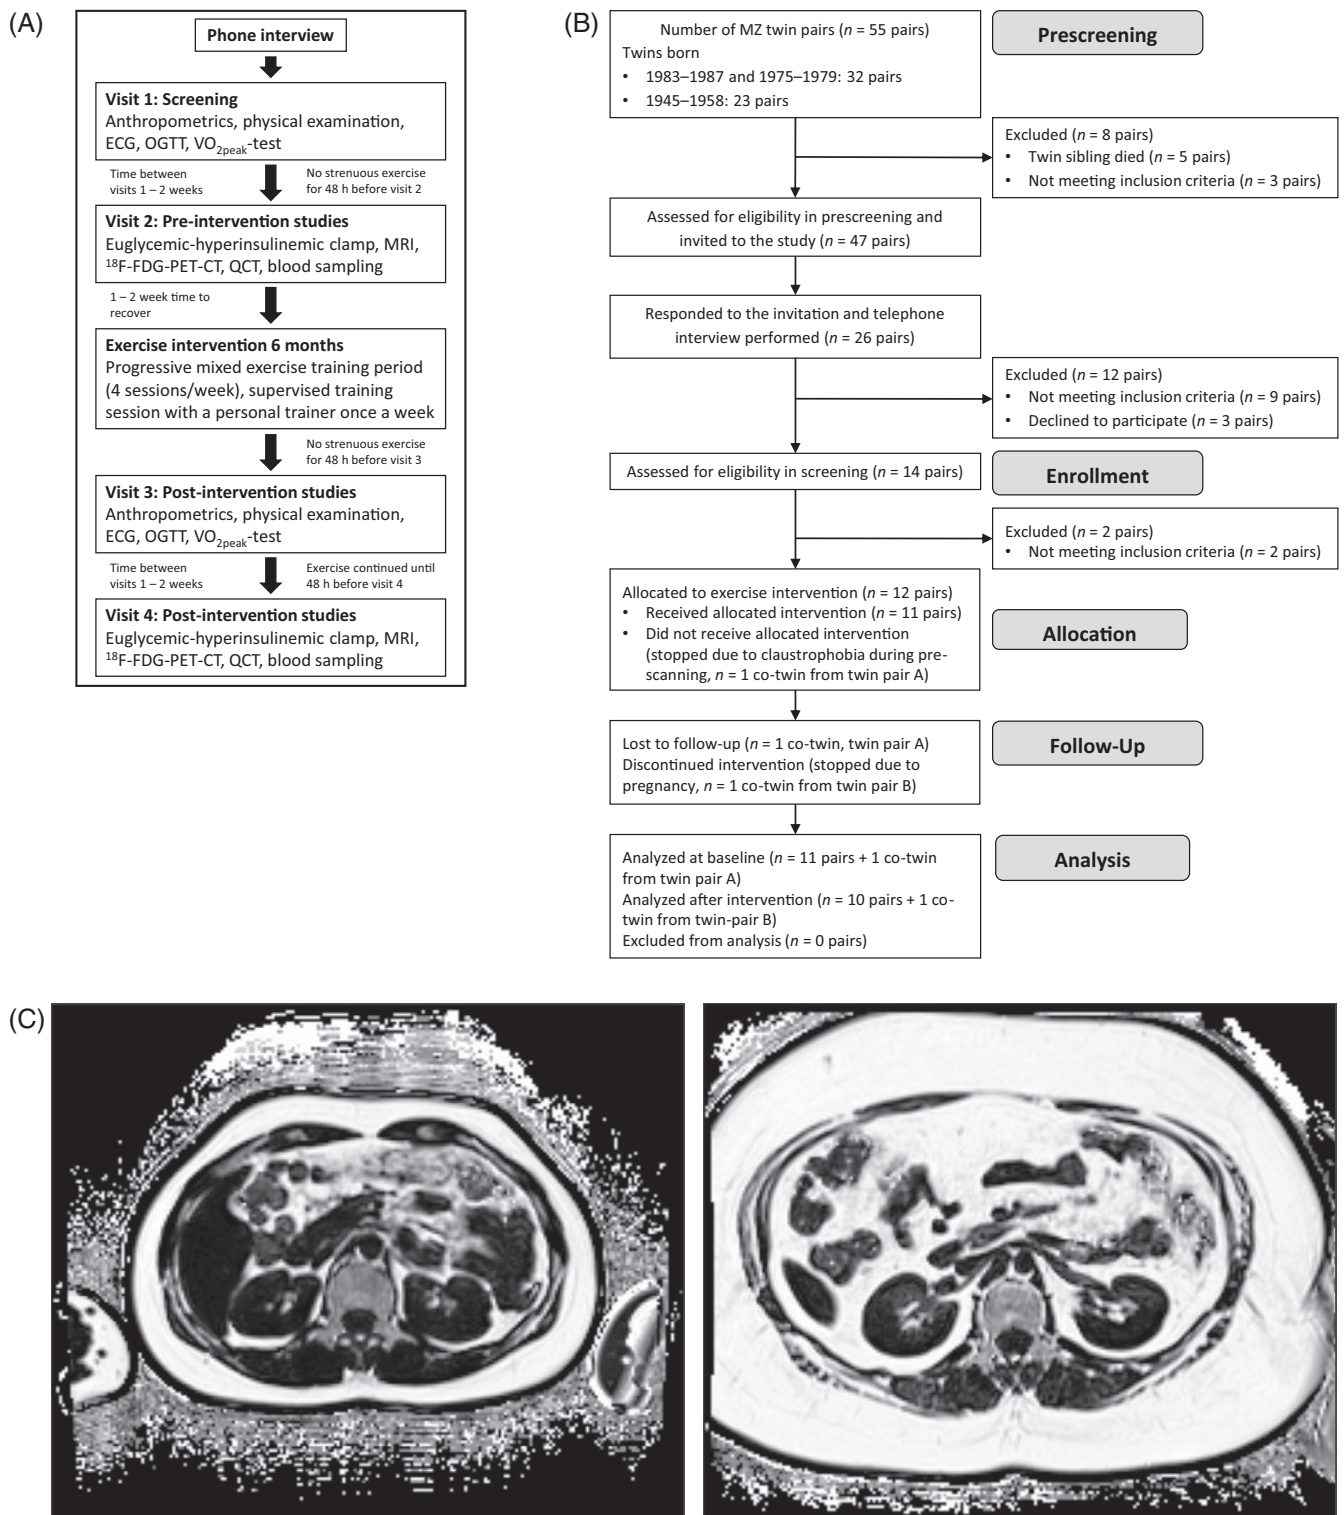 (A)
Phone interview
Visit 1: Screening
Anthropometrics, physical examination,
ECG, OGTT, VO2peak-test
Time between
visits 1 – 2 weeks
No strenuous exercise
for 48 h before visit 2
Visit 2: Pre-intervention studies
Euglycemic-hyperinsulinemic clamp, MRI,
18F-FDG-PET-CT, QCT, blood sampling
1 – 2 week time to
recover
Exercise intervention 6 months
Progressive mixed exercise training period
(4 sessions/week), supervised training
session with a personal trainer once a week
No strenuous exercise
for 48 h before visit 3
Visit 3: Post-intervention studies
Anthropometrics, physical examination,
ECG, OGTT, VO2peak-test
Time between
visits 1 – 2 weeks
Exercise continued until
48 h before visit 4
Visit 4: Post-intervention studies
Euglycemic-hyperinsulinemic clamp, MRI,
18F-FDG-PET-CT, QCT, blood sampling
(B)
Number of MZ twin pairs (n = 55 pairs)
Twins born
• 1983–1987 and 1975–1979: 32 pairs
• 1945–1958: 23 pairs
Prescreening
Excluded (n = 8 pairs)
• Twin sibling died (n = 5 pairs)
• Not meeting inclusion criteria (n = 3 pairs)
Assessed for eligibility in prescreening and
invited to the study (n = 47 pairs)
Responded to the invitation and telephone
interview performed (n = 26 pairs)
Excluded (n = 12 pairs)
• Not meeting inclusion criteria (n = 9 pairs)
• Declined to participate (n = 3 pairs)
Assessed for eligibility in screening (n = 14 pairs)
Enrollment
Excluded (n = 2 pairs)
• Not meeting inclusion criteria (n = 2 pairs)
Allocated to exercise intervention (n = 12 pairs)
• Received allocated intervention (n = 11 pairs)
• Did not receive allocated intervention
(stopped due to claustrophobia during pre-
scanning, n = 1 co-twin from twin pair A)
Allocation
Lost to follow-up (n = 1 co-twin, twin pair A)
Discontinued intervention (stopped due to
pregnancy, n = 1 co-twin from twin pair B)
Follow-Up
Analyzed at baseline (n = 11 pairs + 1 co-twin
from twin pair A)
Analyzed after intervention (n = 10 pairs + 1 co-
twin from twin-pair B)
Excluded from analysis (n = 0 pairs)
Analysis
(C)